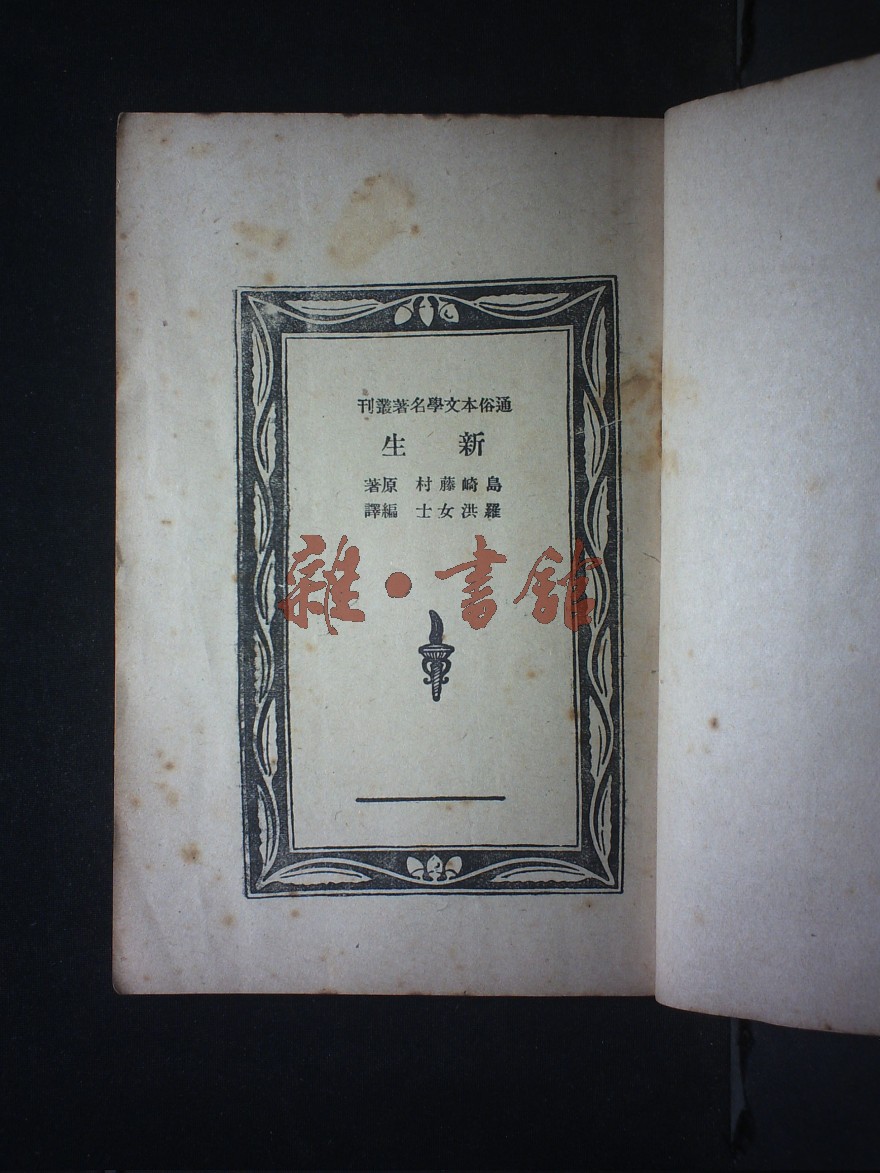 通俗本文學名著叢刊
新生
島崎藤村 原著
羅洪女士 編譯
雜·書館